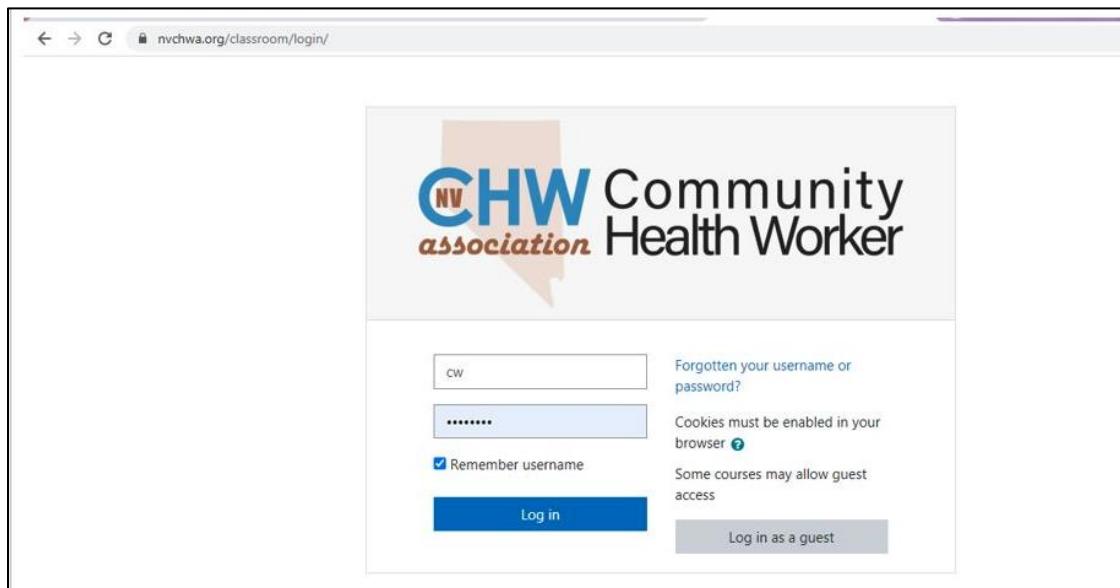 nvchwa.org/classroom/login/
NV CHW
association
Community
Health Worker
cw
••••••••
Remember username
Log in
Forgotten your username or
password?
Cookies must be enabled in your
browser ?
Some courses may allow guest
access
Log in as a guest